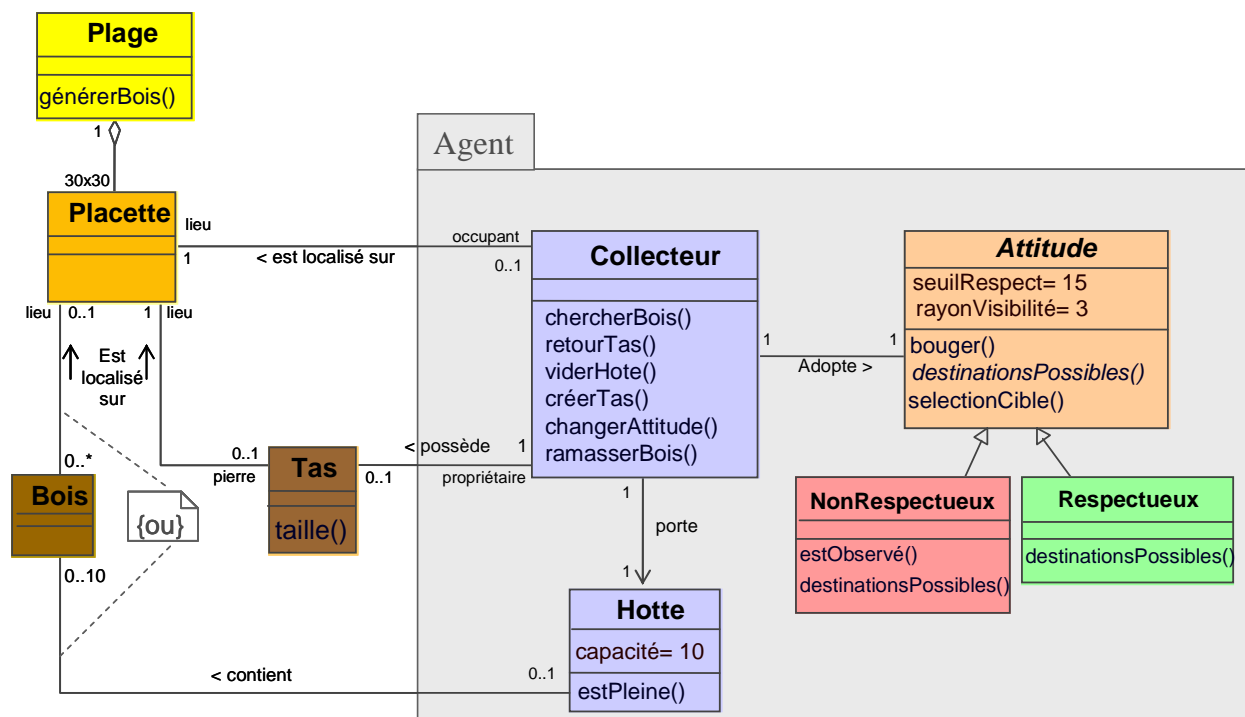 Plage
générerBois()
1
30x30
Agent
Placette
lieu
1
< est localisé sur
occupant
0..1
Collecteur
chercherBois()
retourTas()
viderHote()
créerTas()
changerAttitude()
ramasserBois()
Attitude
seuilRespect= 15
rayonVisibilité= 3
bouger()
destinationsPossibles()
selectionCible()
1
Adopte >
1
lieu
0..1
1
lieu
Est
localisé
sur
0..*
Bois
0..10
{ou}
0..1
pierre
Tas
taille()
0..1
< possède
1
propriétaire
1
porte
1
NonRespectueux
estObservé()
destinationsPossibles()
Respectueux
destinationsPossibles()
Hotte
capacité= 10
estPleine()
< contient
0..1